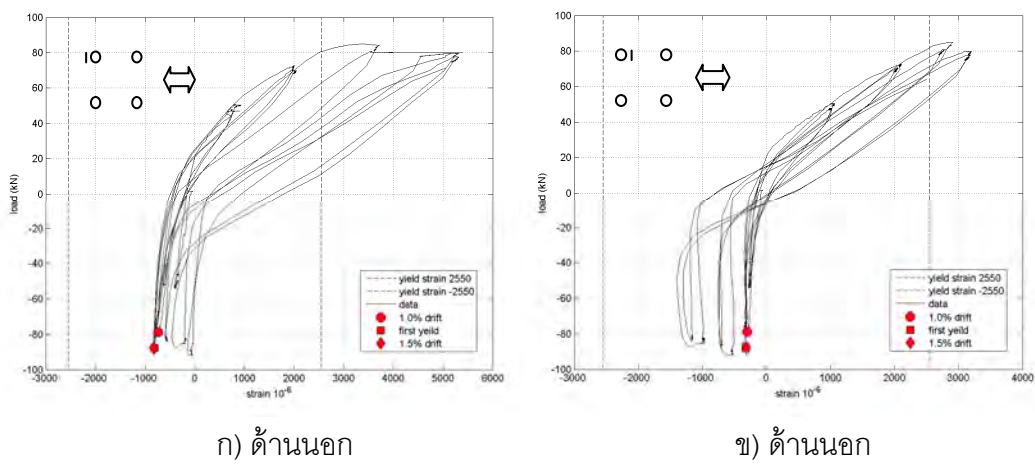 100
80
60
40
20
0
-20
-40
-60
-80
-100
load (kN)
-3000 -2000 -1000 0 1000 2000 3000 4000 5000 6000
strain 10-6
yield strain 2550
yield strain -2550
data
1.0% drift
first yeild
1.5% drift
ก) ด้านนอก
100
80
60
40
20
0
-20
-40
-60
-80
-100
load (kN)
-3000 -2000 -1000 0 1000 2000 3000 4000
strain 10-6
yield strain 2550
yield strain -2550
data
1.0% drift
first yeild
1.5% drift
ข) ด้านนอก